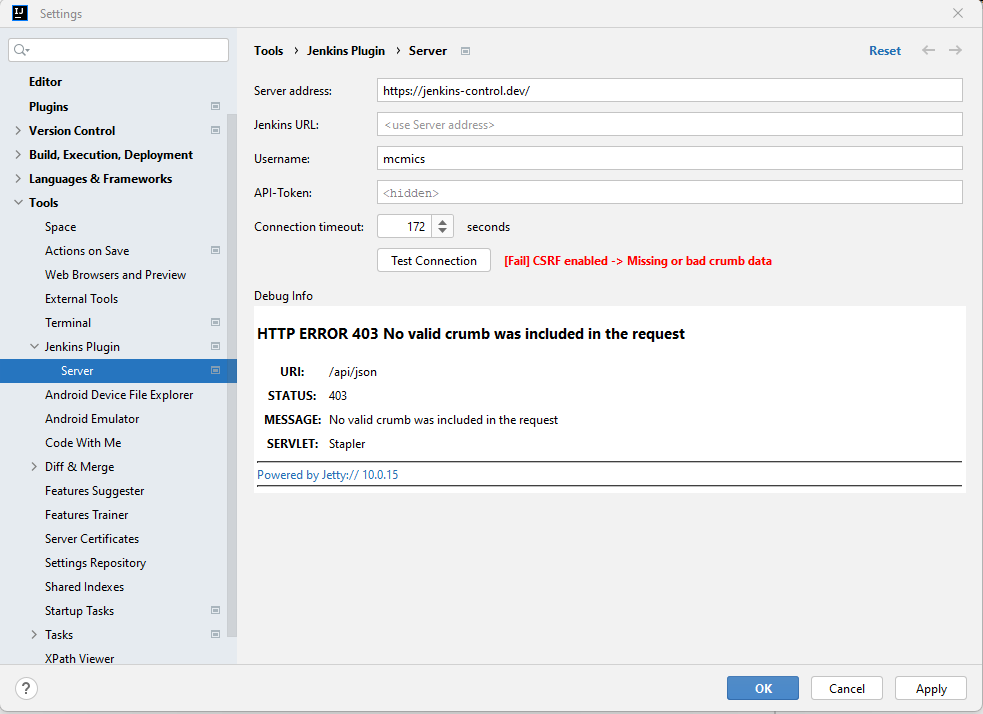 IJ
Settings
Editor
Plugins
Version Control
Build, Execution, Deployment
Languages & Frameworks
Tools
Space
Actions on Save
Web Browsers and Preview
External Tools
Terminal
Jenkins Plugin
Server
Android Device File Explorer
Android Emulator
Code With Me
Diff & Merge
Features Suggester
Features Trainer
Server Certificates
Settings Repository
Shared Indexes
Startup Tasks
Tasks
XPath Viewer
Tools › Jenkins Plugin › Server
Reset
Server address: https://jenkins-control.dev/
Jenkins URL: <use Server address>
Username: mcmics
API-Token: <hidden>
Connection timeout: 172 seconds
Test Connection [Fail] CSRF enabled -> Missing or bad crumb data
Debug Info
HTTP ERROR 403 No valid crumb was included in the request
URI: /api/json
STATUS: 403
MESSAGE: No valid crumb was included in the request
SERVLET: Stapler
Powered by Jetty:// 10.0.15
? OK Cancel Apply